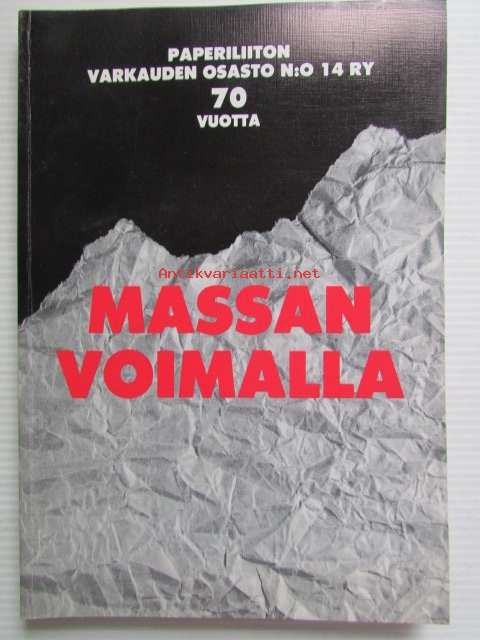 PAPERILIITON
VARKAUDEN OSASTO N:O 14 RY
70
VUOTTA
Antikvariaatti.net
MASSAN
VOIMALLA